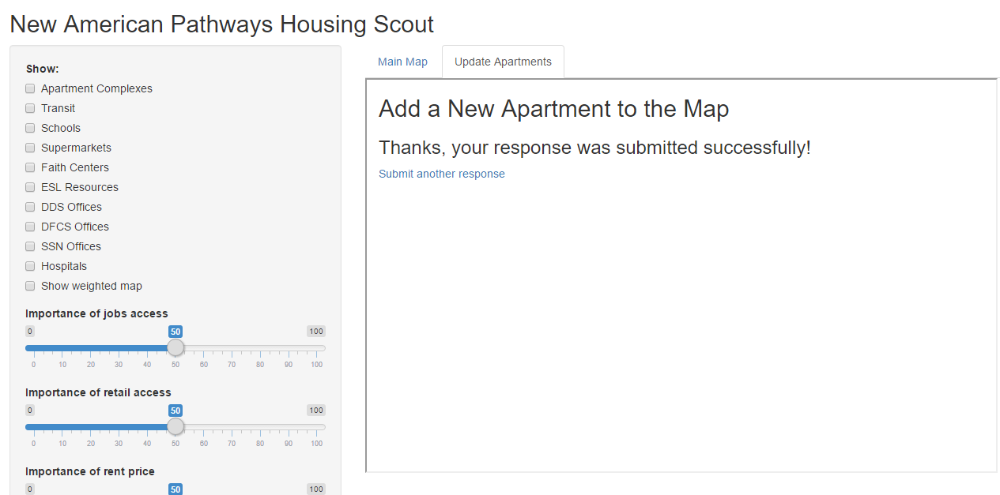 New American Pathways Housing Scout
Show:
Apartment Complexes
Transit
Schools
Supermarkets
Faith Centers
ESL Resources
DDS Offices
DFCS Offices
SSN Offices
Hospitals
Show weighted map
Importance of jobs access
0 50 100
0 10 20 30 40 50 60 70 80 90 100
Importance of retail access
0 50 100
0 10 20 30 40 50 60 70 80 90 100
Importance of rent price
0 50 100
Main Map Update Apartments
Add a New Apartment to the Map
Thanks, your response was submitted successfully!
Submit another response